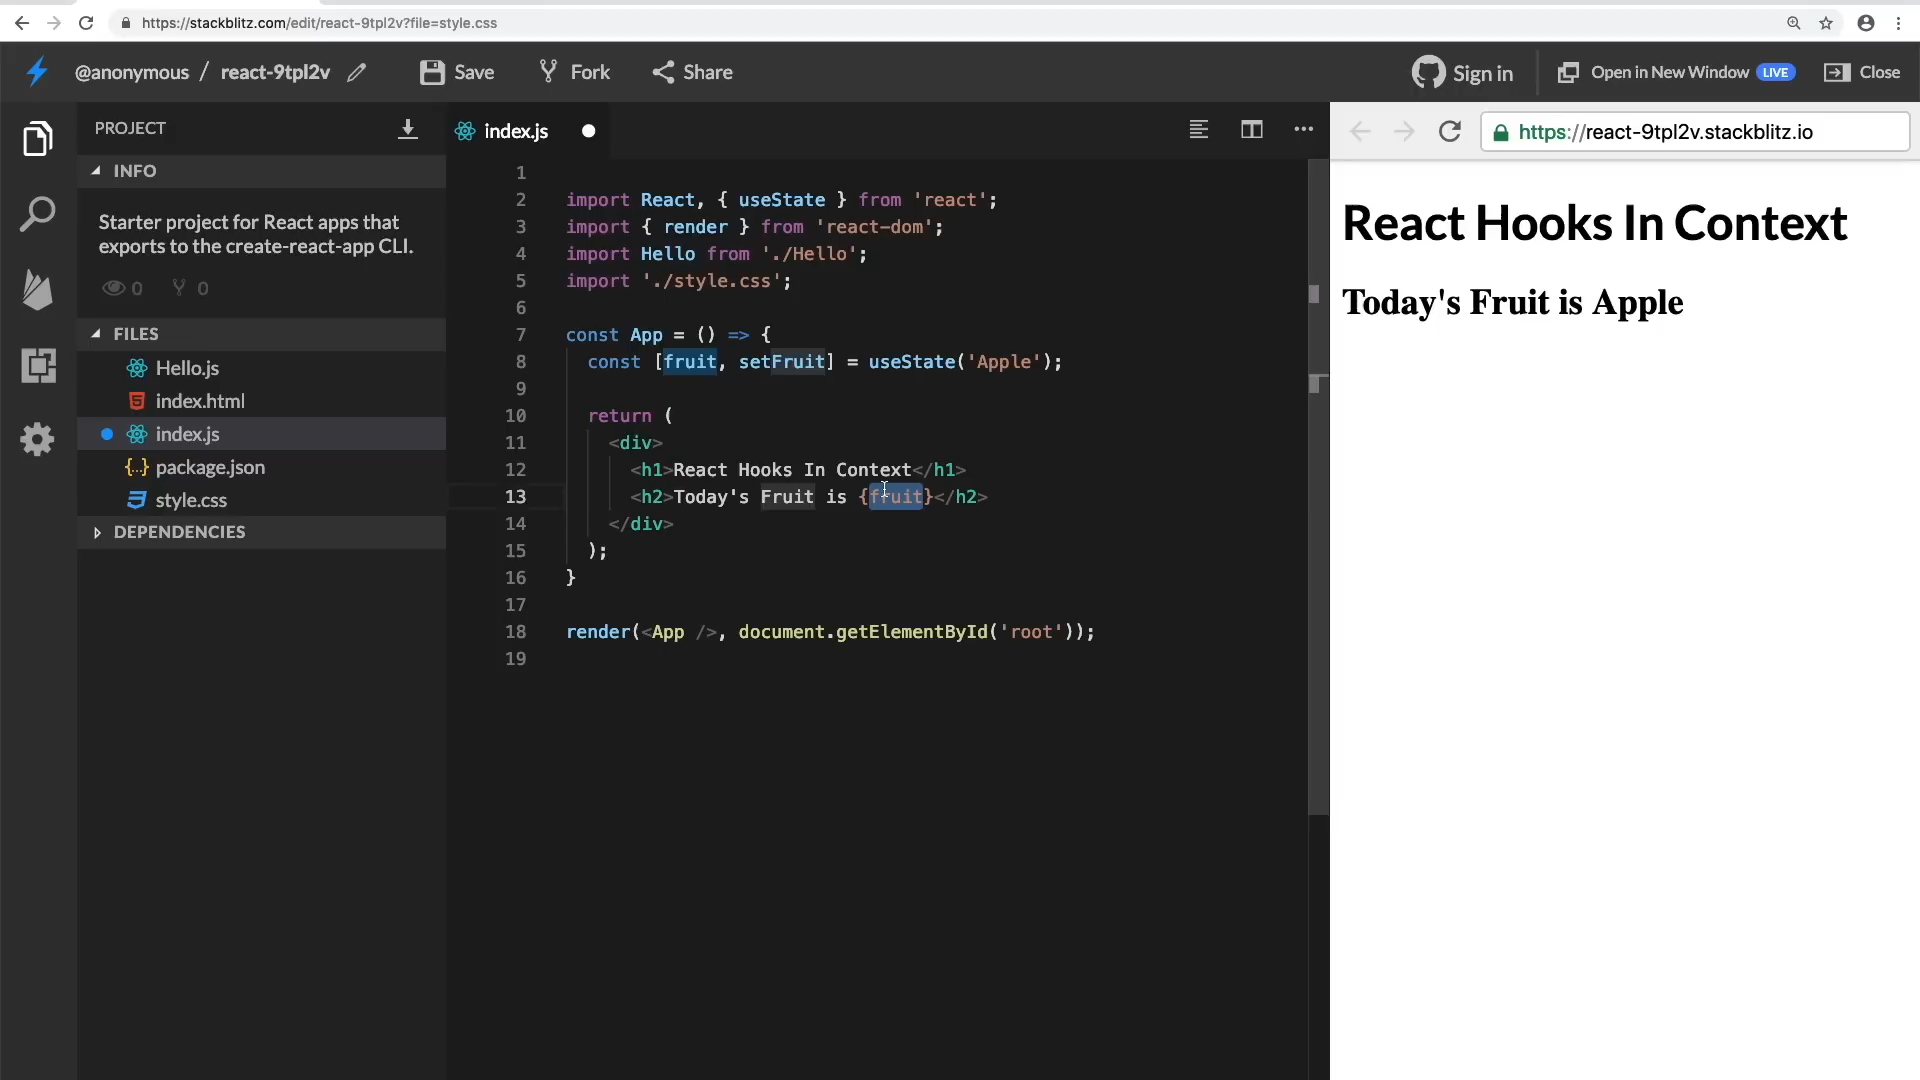 https://stackblitz.com/edit/react-9tpl2v?file=style.css
@anonymous / react-9tpl2v
Save
Fork
Share
Sign in
Open in New Window LIVE
Close
PROJECT
INFO
Starter project for React apps that
exports to the create-react-app CLI.
0 0
FILES
Hello.js
index.html
index.js
package.json
style.css
DEPENDENCIES
index.js
1
2 import React, { useState } from 'react';
3 import { render } from 'react-dom';
4 import Hello from './Hello';
5 import './style.css';
6
7 const App = () => {
8 const [fruit, setFruit] = useState('Apple');
9
10 return (
11 <div>
12 <h1>React Hooks In Context</h1>
13 <h2>Today's Fruit is {fruit}</h2>
14 </div>
15 );
16 }
17
18 render(<App />, document.getElementById('root'));
19
https://react-9tpl2v.stackblitz.io
React Hooks In Context
Today's Fruit is Apple